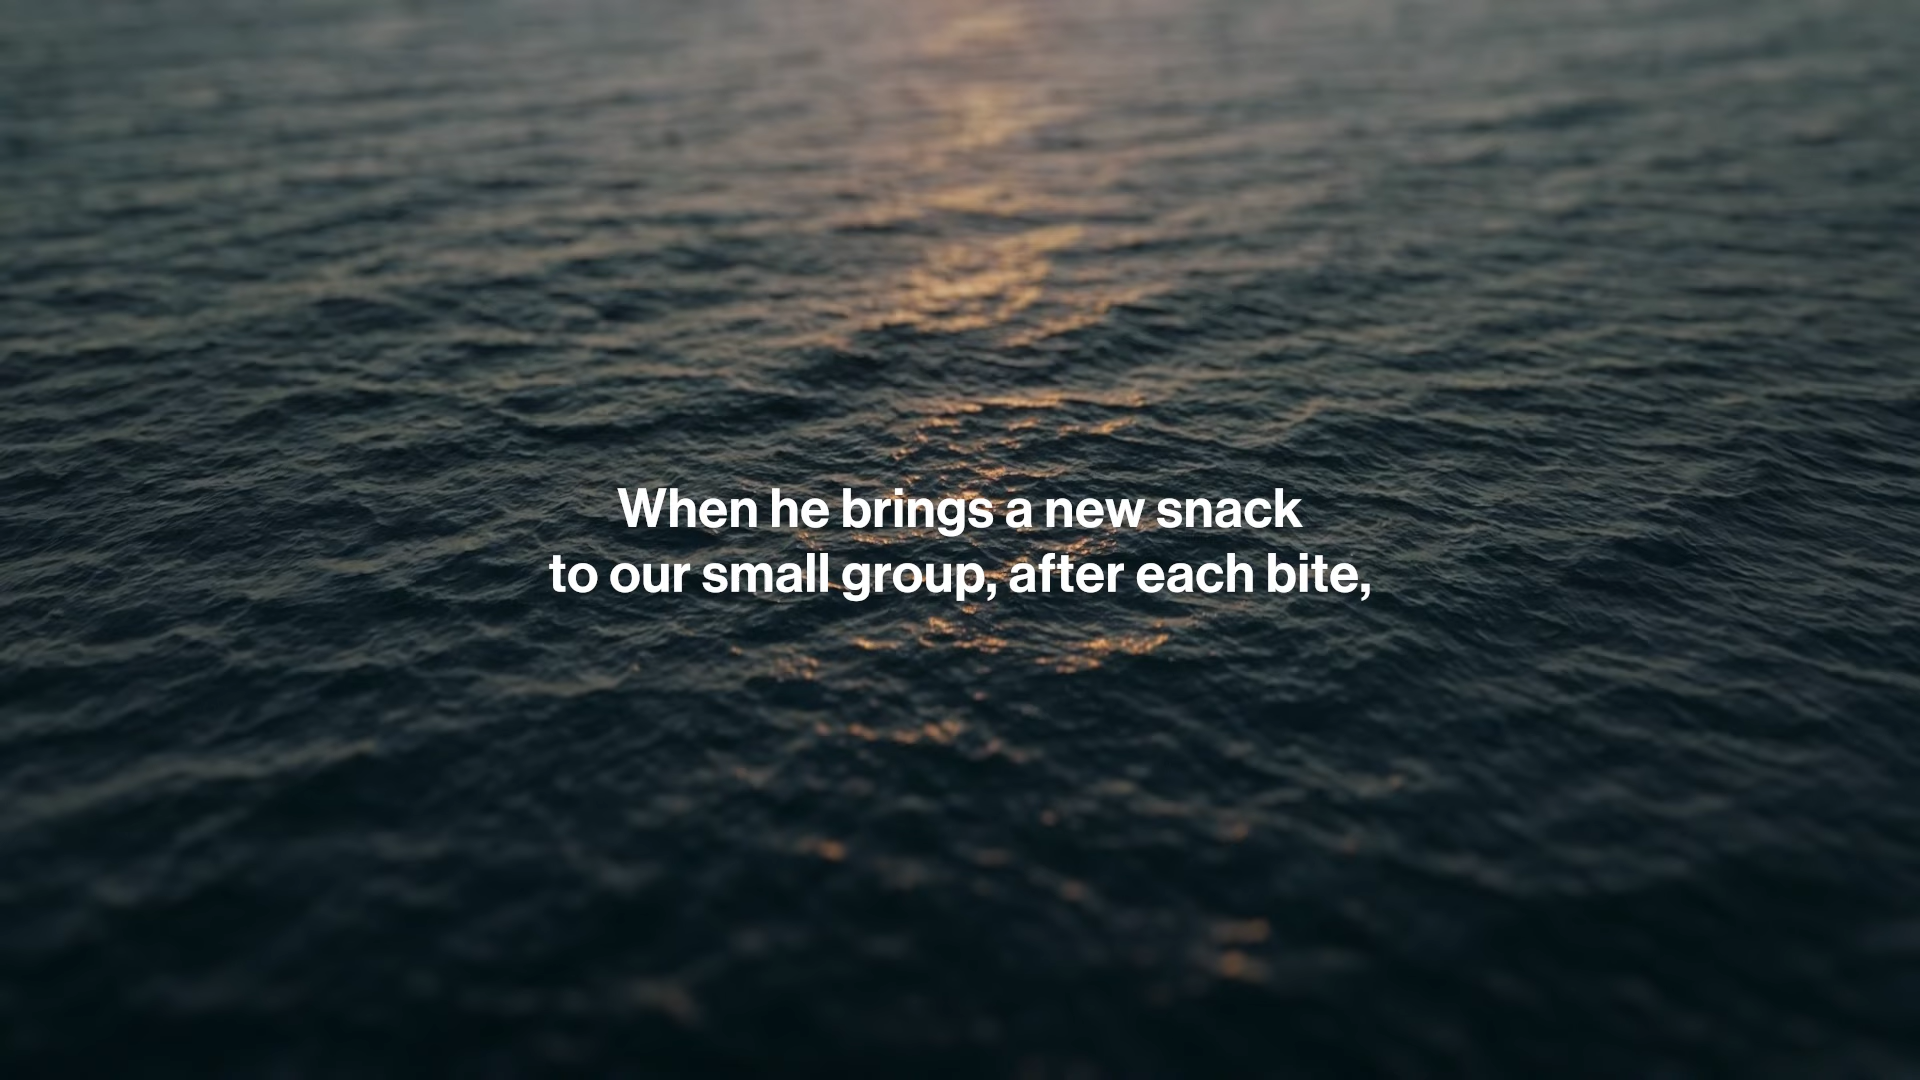 When he brings a new snack
to our small group, after each bite,